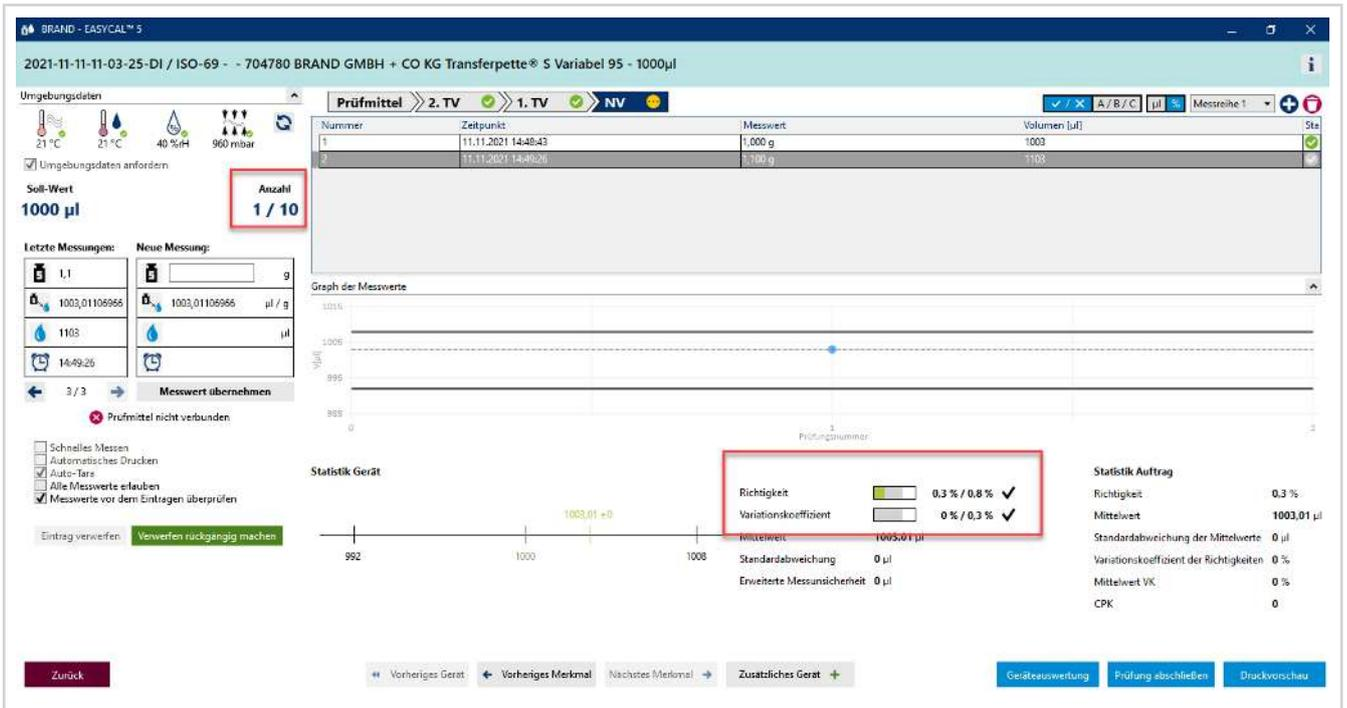 BRAND - EASYCAL™ 5
2021-11-11-11-03-25-DI / ISO-69 - - 704780 BRAND GMBH + CO KG Transferpette® S Variabel 95 - 1000µl
Umgebungsdaten
21 °C 21 °C 40 %rH 960 mbar
Umgebungsdaten anfordern
Soll-Wert Anzahl
1000 µl 1 / 10
Letzte Messungen: Neue Messung:
1,1 g
1003,01106966 1003,01106966 µl / g
1103 µl
14:49:26
3/3 Messwert übernehmen
Prüfmittel nicht verbunden
Schnelles Messen
Automatisches Drucken
Auto-Tara
Alle Messwerte erlauben
Messwerte vor dem Eintragen überprüfen
Eintrag verwerfen Verwerfen rückgängig machen
Prüfmittel 2. TV 1. TV NV
✓ / X A / B / C µl % Messreihe 1
Nummer Zeitpunkt Messwert Volumen [µl] Sta
1 11.11.2021 14:48:43 1,000 g 1003
2 11.11.2021 14:49:26 1,100 g 1103
Graph der Messwerte
1015
1005
995
985
V[µl]
0 1 2
Prüfungsnummer
Statistik Gerät
1003,01 ±0
992 1000 1008
Richtigkeit 0,3 % / 0,8 % ✓
Variationskoeffizient 0 % / 0,3 % ✓
Mittelwert 1003,01 µl
Standardabweichung 0 µl
Erweiterte Messunsicherheit 0 µl
Statistik Auftrag
Richtigkeit 0,3 %
Mittelwert 1003,01 µl
Standardabweichung der Mittelwerte 0 µl
Variationskoeffizient der Richtigkeiten 0 %
Mittelwert VK 0 %
CPK 0
Zurück Vorheriges Gerät Vorheriges Merkmal Nächstes Merkmal Zusätzliches Gerät + Geräteauswertung Prüfung abschließen Druckvorschau